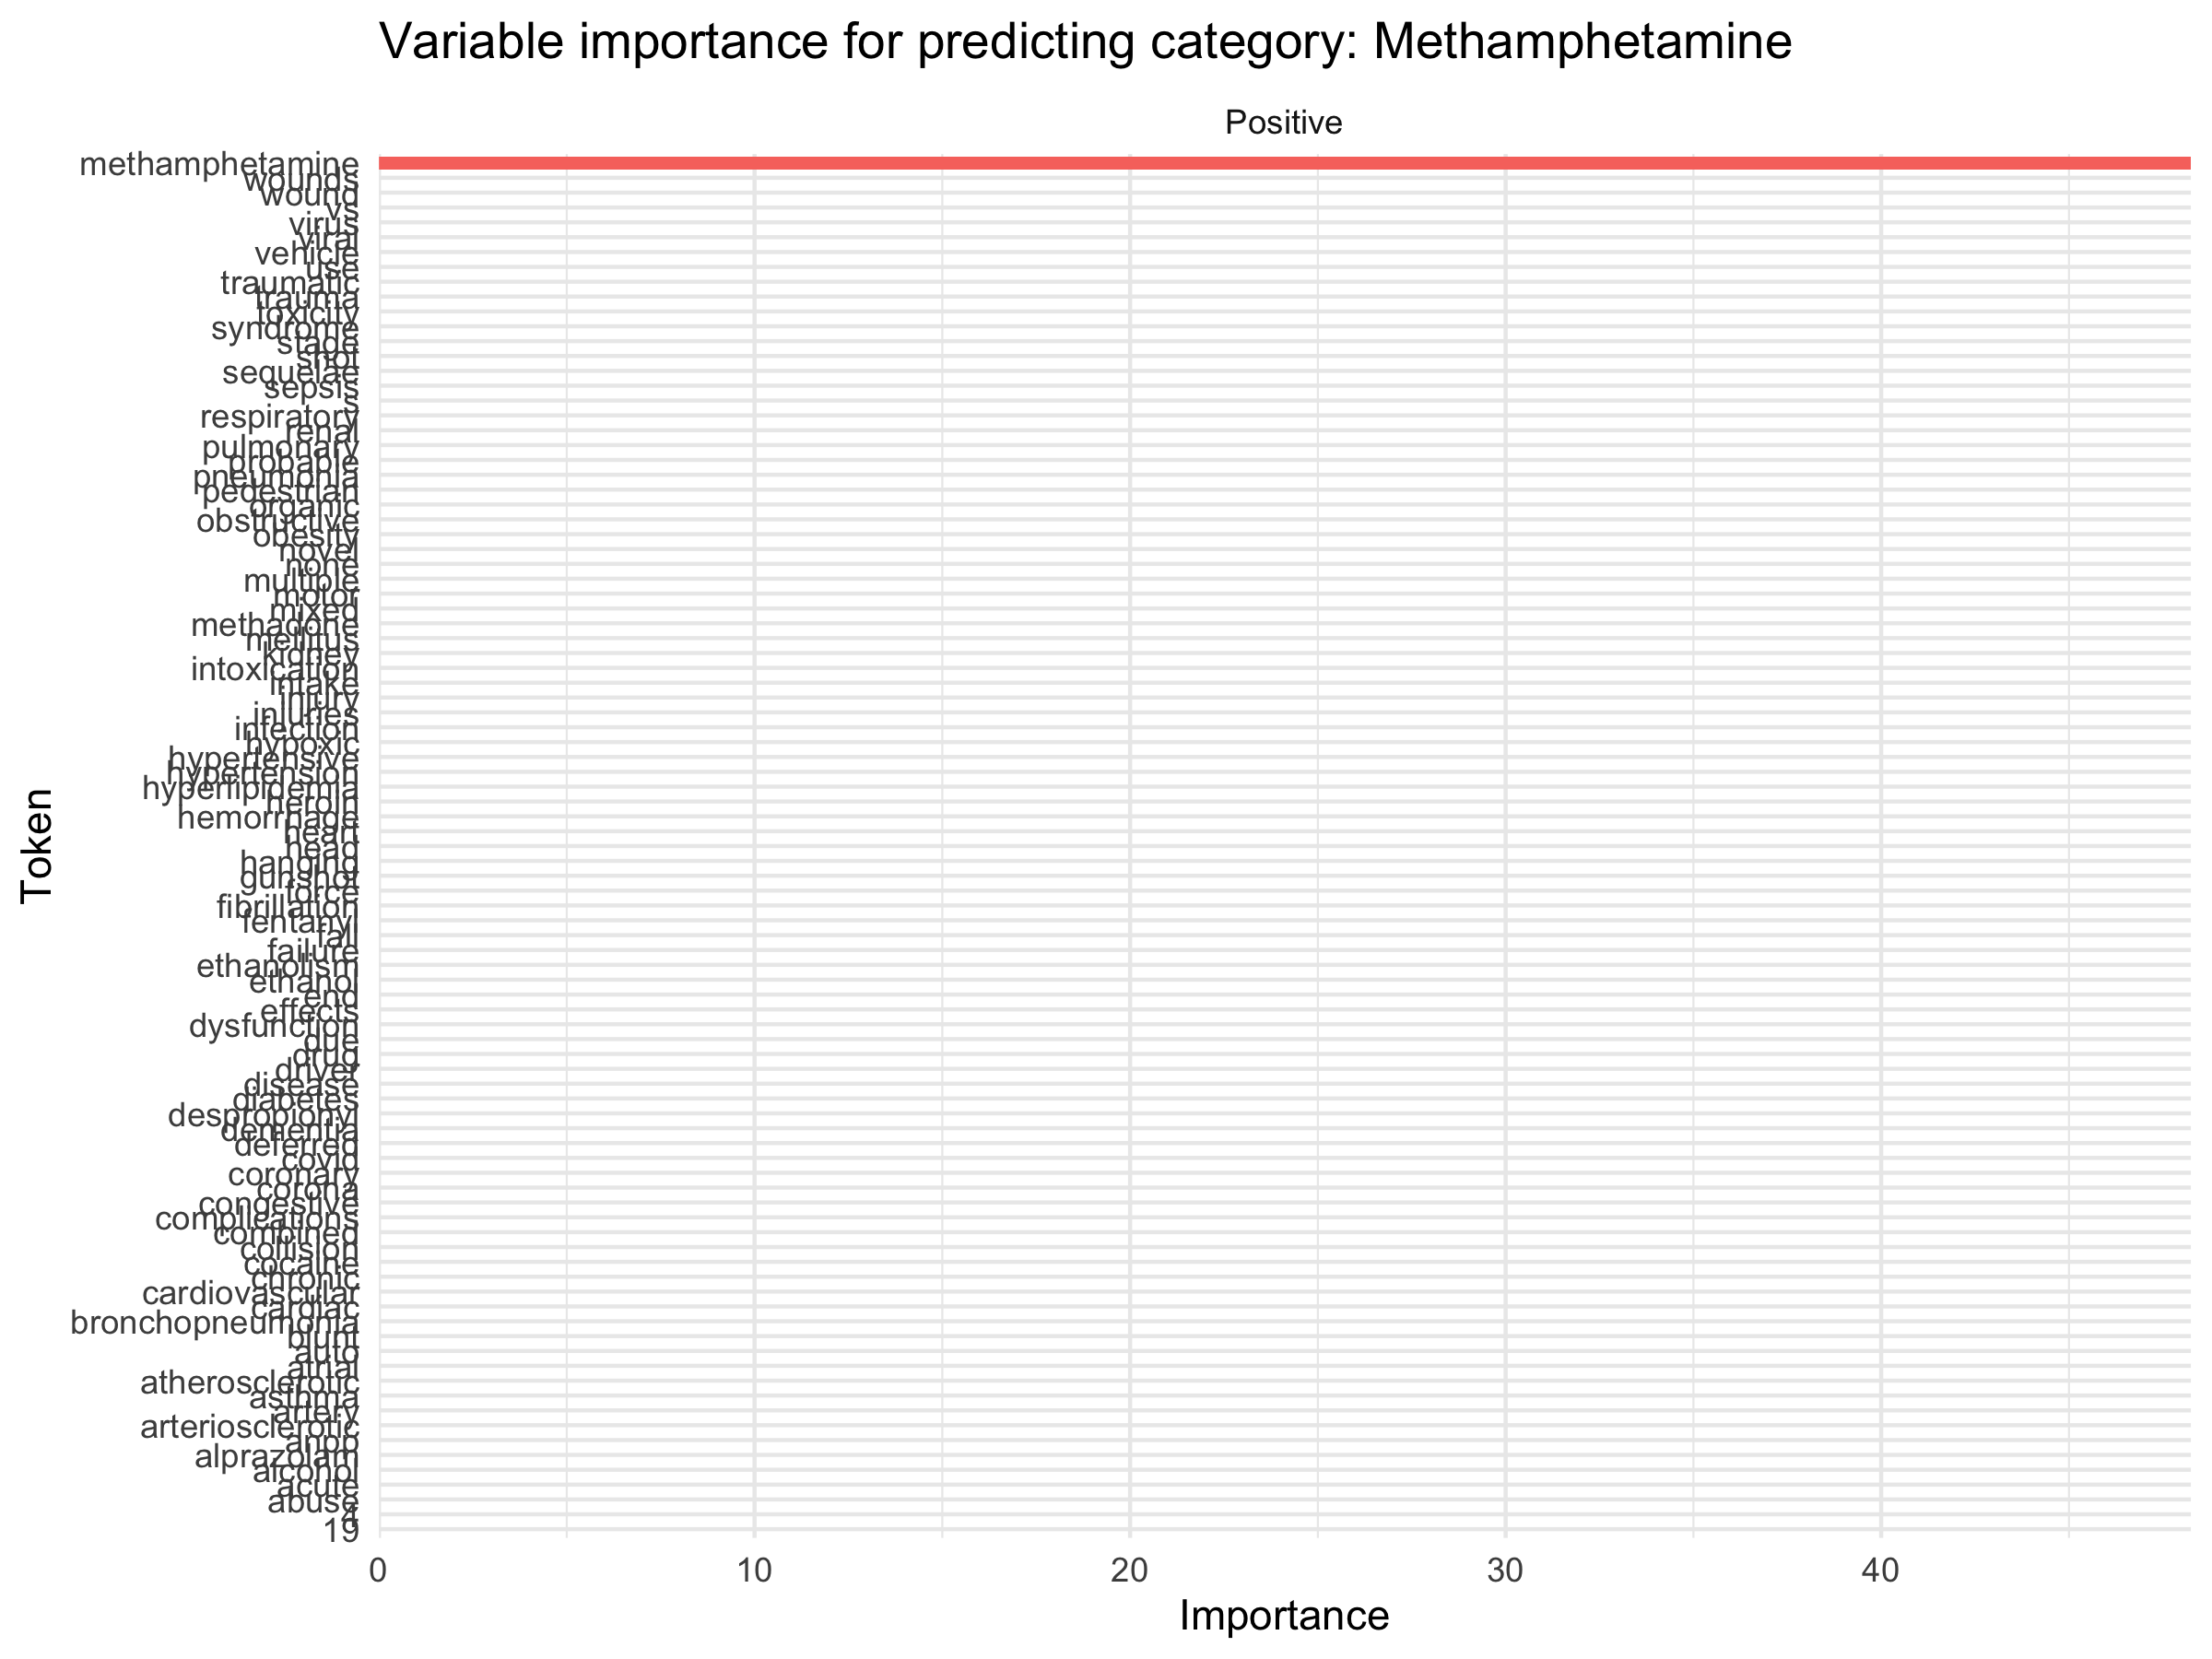 Variable importance for predicting category: Methamphetamine
Positive
methamphetamine
wounds
wound
vs
virus
viral
vehicle
use
traumatic
trauma
toxicity
syndrome
stage
shot
sequelae
sepsis
s
respiratory
renal
pulmonary
probable
pneumonia
pedestrian
organic
obstructive
obesity
novel
none
multiple
motor
mixed
methadone
mellitus
kidney
intoxication
intake
injury
injuries
infection
hypoxic
hypertensive
hypertension
hyperlipidemia
heroin
hemorrhage
heart
head
hanging
gunshot
force
fibrillation
fentanyl
fall
failure
ethanolism
ethanol
end
effects
dysfunction
due
drug
driver
disease
diabetes
despropionyl
dementia
deferred
covid
coronary
corona
congestive
complications
combined
collision
cocaine
chronic
cardiovascular
cardiac
bronchopneumonia
blunt
auto
atrial
atherosclerotic
asthma
artery
arteriosclerotic
anpp
alprazolam
alcohol
acute
abuse
4
19
Token
0 10 20 30 40
Importance